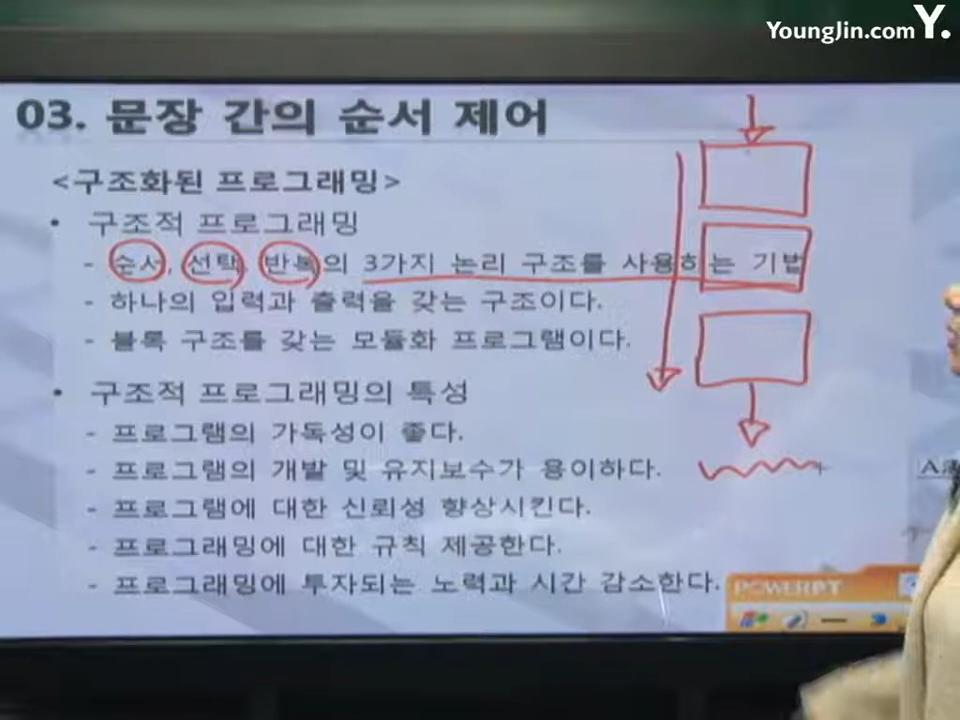 YoungJin.com Y.
03. 문장 간의 순서 제어
<구조화된 프로그래밍>
• 구조적 프로그래밍
- 순서, 선택, 반복의 3가지 논리 구조를 사용하는 기법
- 하나의 입력과 출력을 갖는 구조이다.
- 블록 구조를 갖는 모듈화 프로그램이다.
• 구조적 프로그래밍의 특성
- 프로그램의 가독성이 좋다.
- 프로그램의 개발 및 유지보수가 용이하다.
- 프로그램에 대한 신뢰성 향상시킨다.
- 프로그래밍에 대한 규칙 제공한다.
- 프로그래밍에 투자되는 노력과 시간 감소한다.
POWERPT